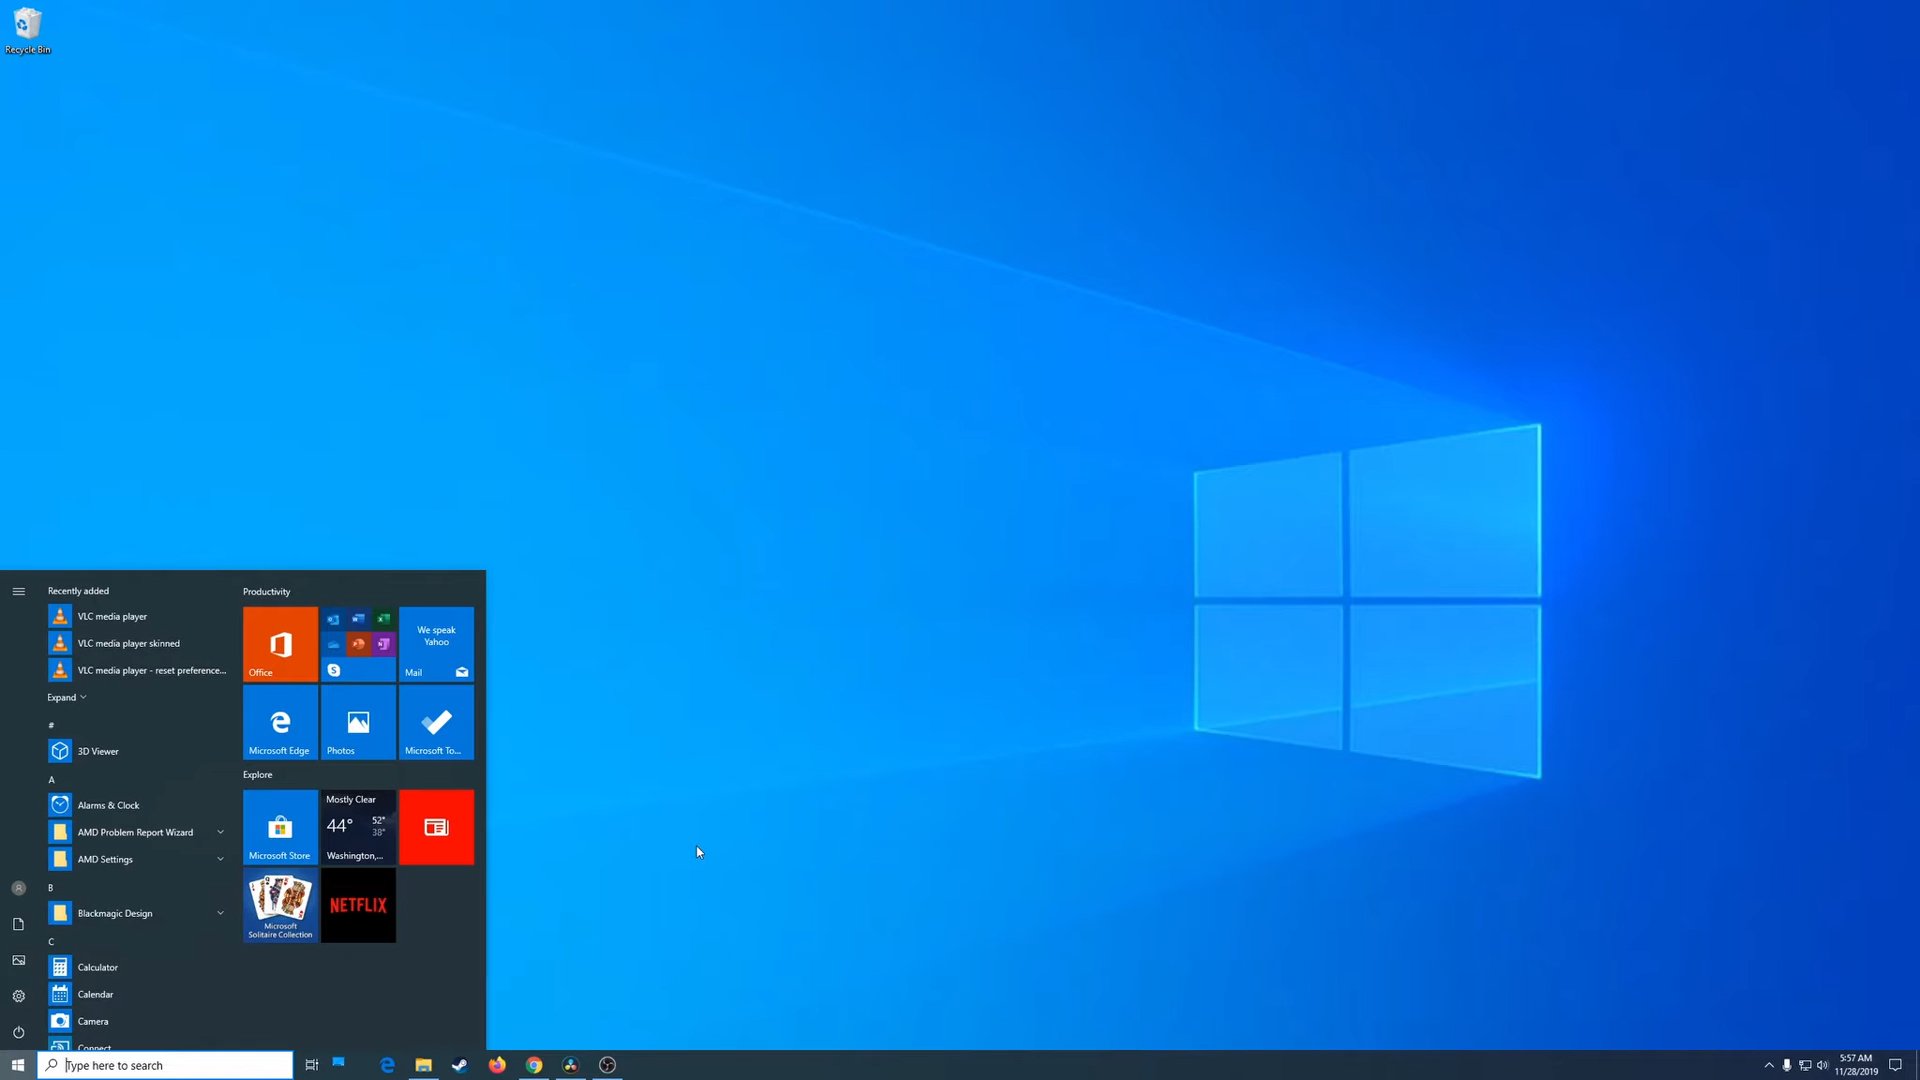 Recycle Bin
Recently added
VLC media player
VLC media player skinned
VLC media player - reset preference...
Expand
#
3D Viewer
A
Alarms & Clock
AMD Problem Report Wizard
AMD Settings
B
Blackmagic Design
C
Calculator
Calendar
Camera
Connect
Productivity
Office
We speak
Yahoo
Mail
Microsoft Edge
Photos
Microsoft To...
Explore
Microsoft Store
Mostly Clear
44° 52°
38°
Washington,...
Microsoft
Solitaire Collection
NETFLIX
Type here to search
5:57 AM
11/28/2019